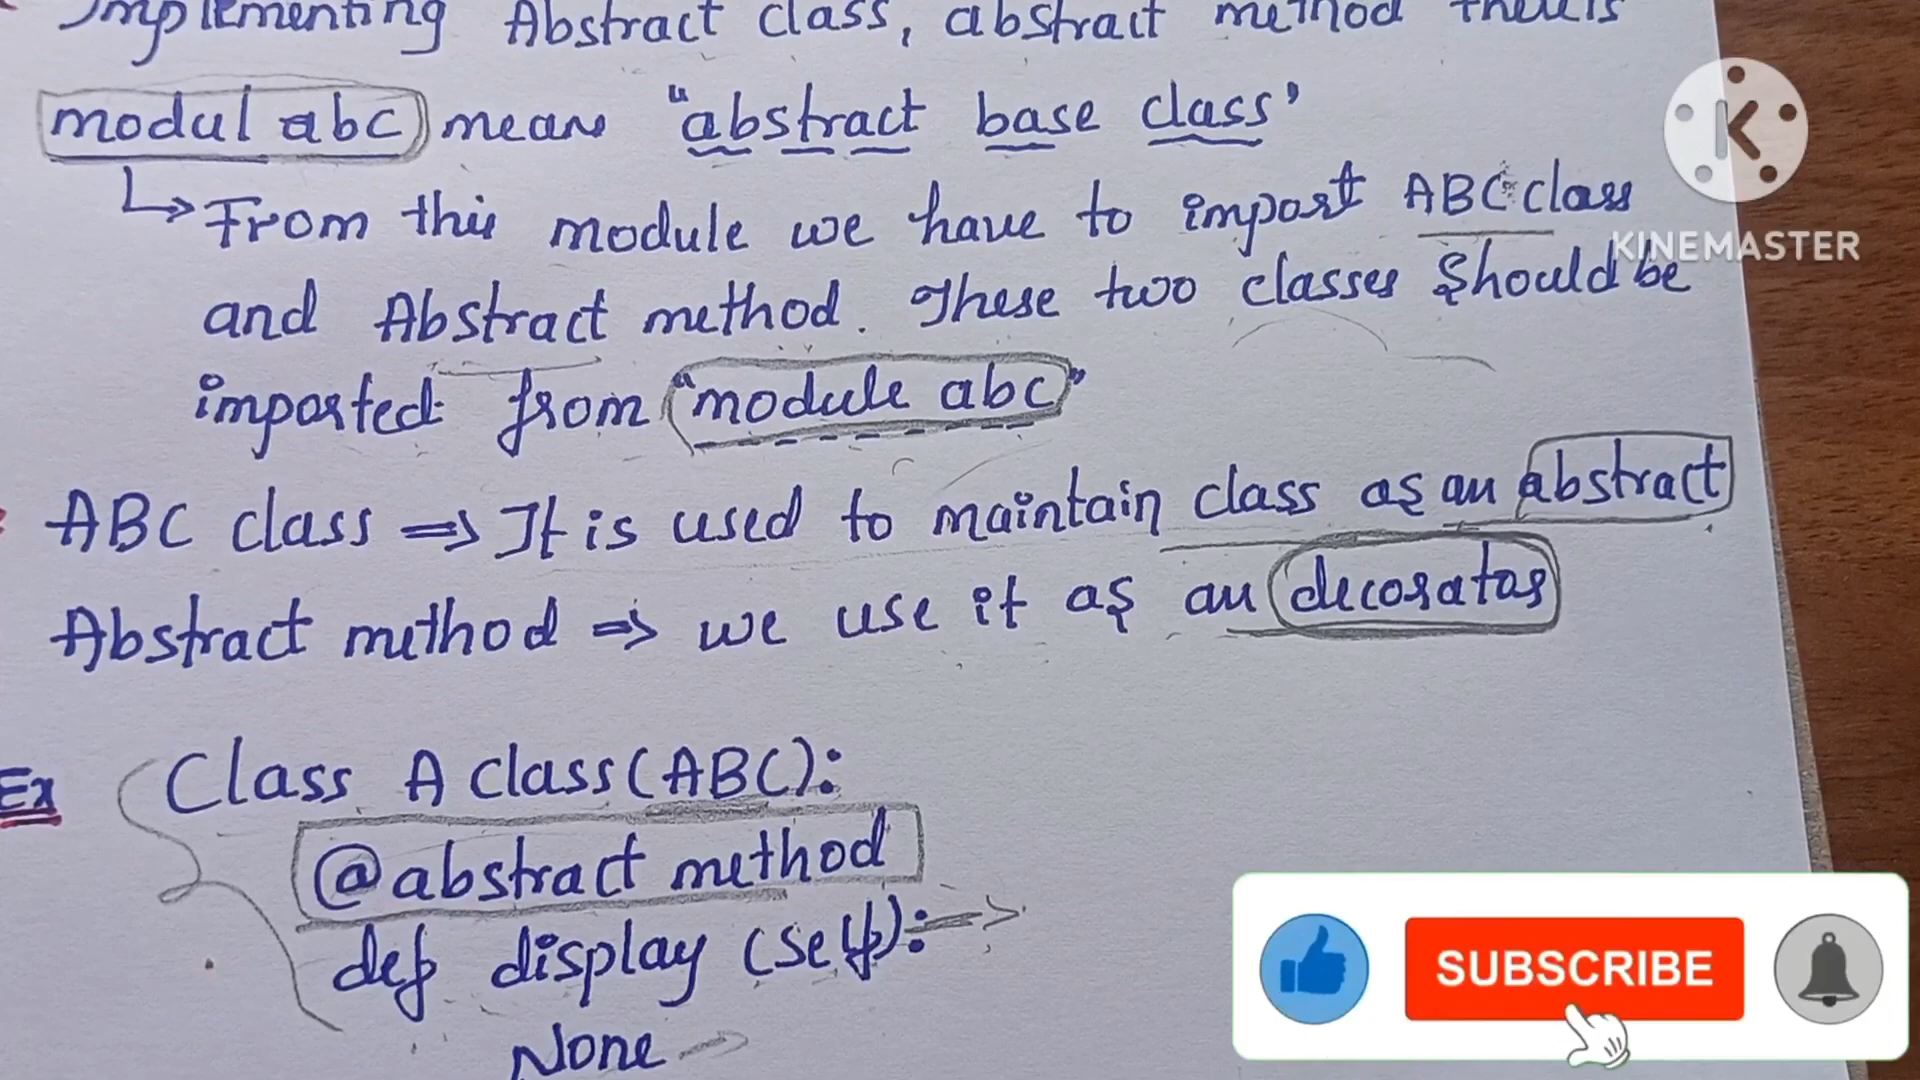 Implementing Abstract class, abstract method there is
modul abc means "abstract base class"
From this module we have to import ABC class
and Abstract method. These two classes should be
imported from "module abc"
ABC class ⇒ It is used to maintain class as an abstract
Abstract method ⇒ we use it as an decorator
Ex Class A class(ABC):
@abstract method
def display (self):
None
KINEMASTER
SUBSCRIBE